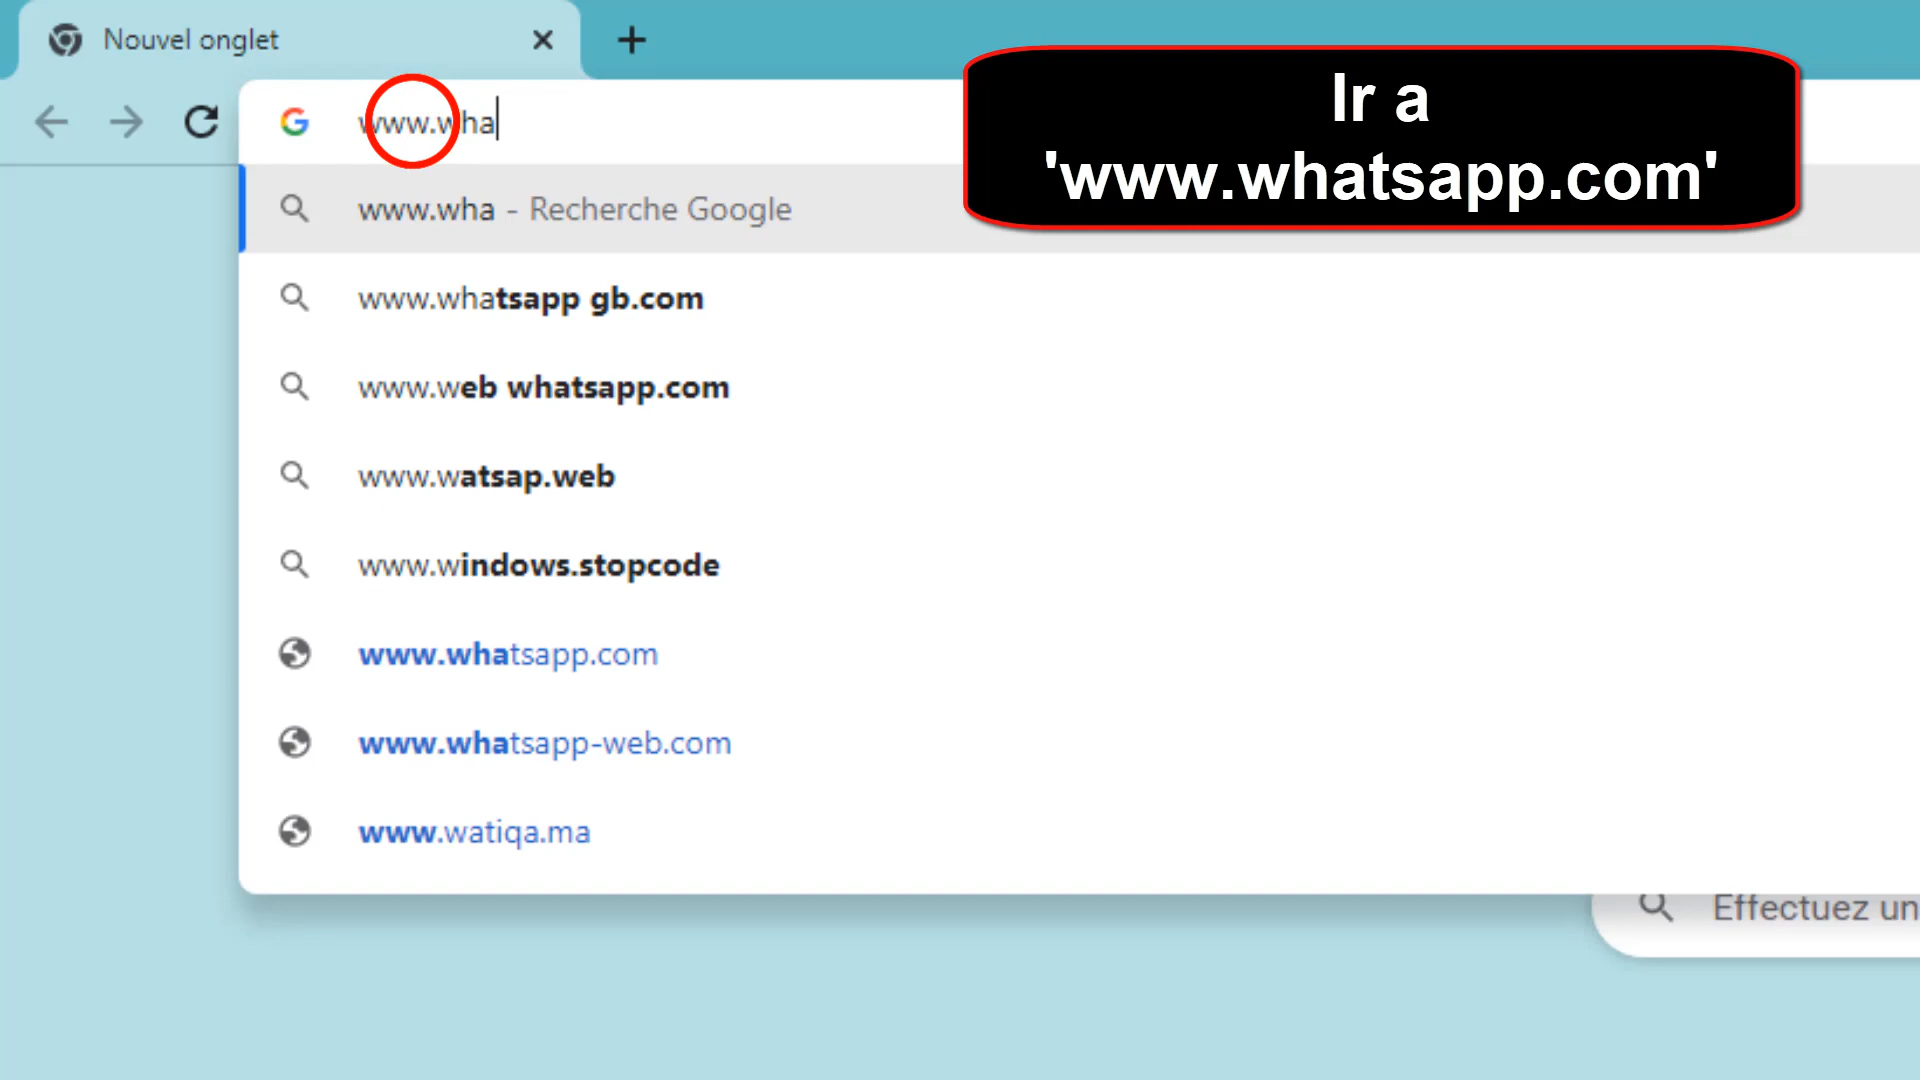 Nouvel onglet
www.wha
Ir a
'www.whatsapp.com'
www.wha - Recherche Google
www.whatsapp gb.com
www.web whatsapp.com
www.watsap.web
www.windows.stopcode
www.whatsapp.com
www.whatsapp-web.com
www.watiqa.ma
Effectuez un